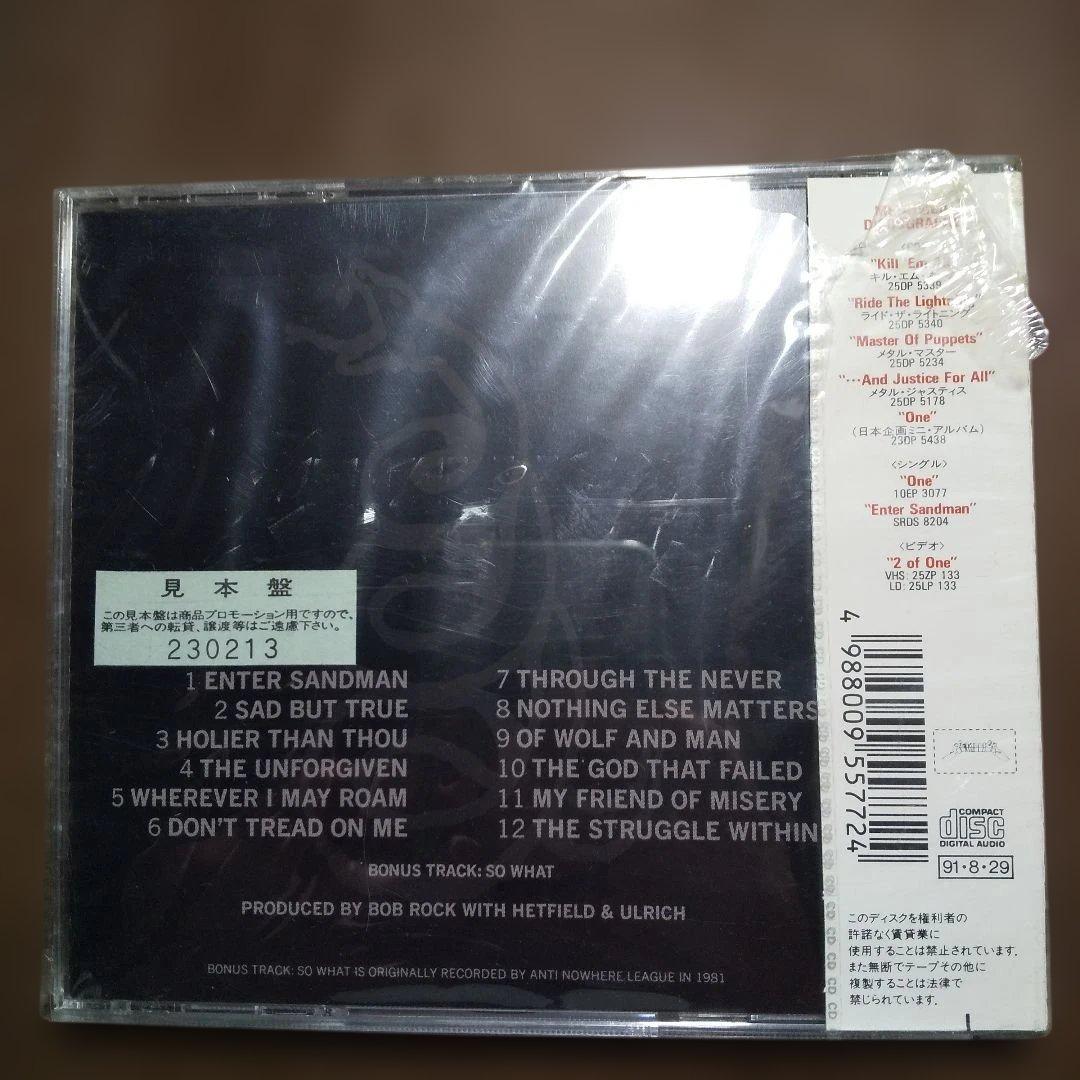 見本盤
この見本盤は商品プロモーション用ですので、
第三者への転貸、譲渡等はご遠慮下さい。
230213
1 ENTER SANDMAN
2 SAD BUT TRUE
3 HOLIER THAN THOU
4 THE UNFORGIVEN
5 WHEREVER I MAY ROAM
6 DON'T TREAD ON ME
7 THROUGH THE NEVER
8 NOTHING ELSE MATTERS
9 OF WOLF AND MAN
10 THE GOD THAT FAILED
11 MY FRIEND OF MISERY
12 THE STRUGGLE WITHIN
BONUS TRACK: SO WHAT
PRODUCED BY BOB ROCK WITH HETFIELD & ULRICH
BONUS TRACK: SO WHAT IS ORIGINALLY RECORDED BY ANTI NOWHERE LEAGUE IN 1981
"Kill 'Em
キル・エム・
25DP 5339
"Ride The
ライド・ザ・ライトニング
25DP 5340
"Master Of Puppets"
メタル・マスター
25DP 5234
"…And Justice For All"
メタル・ジャスティス
25DP 5178
"One"
(日本企画ミニ・アルバム)
23DP 5438
〈シングル〉
"One"
10EP 3077
"Enter Sandman"
SRDS 8204
〈ビデオ〉
"2 of One"
VHS: 25ZP 133
LD: 25LP 133
4 988009 557724
COMPACT
disc
DIGITAL AUDIO
91・8・29
このディスクを権利者の
許諾なく賃貸業に
使用することは禁止されています。
また無断でテープその他に
複製することは法律で
禁じられています。